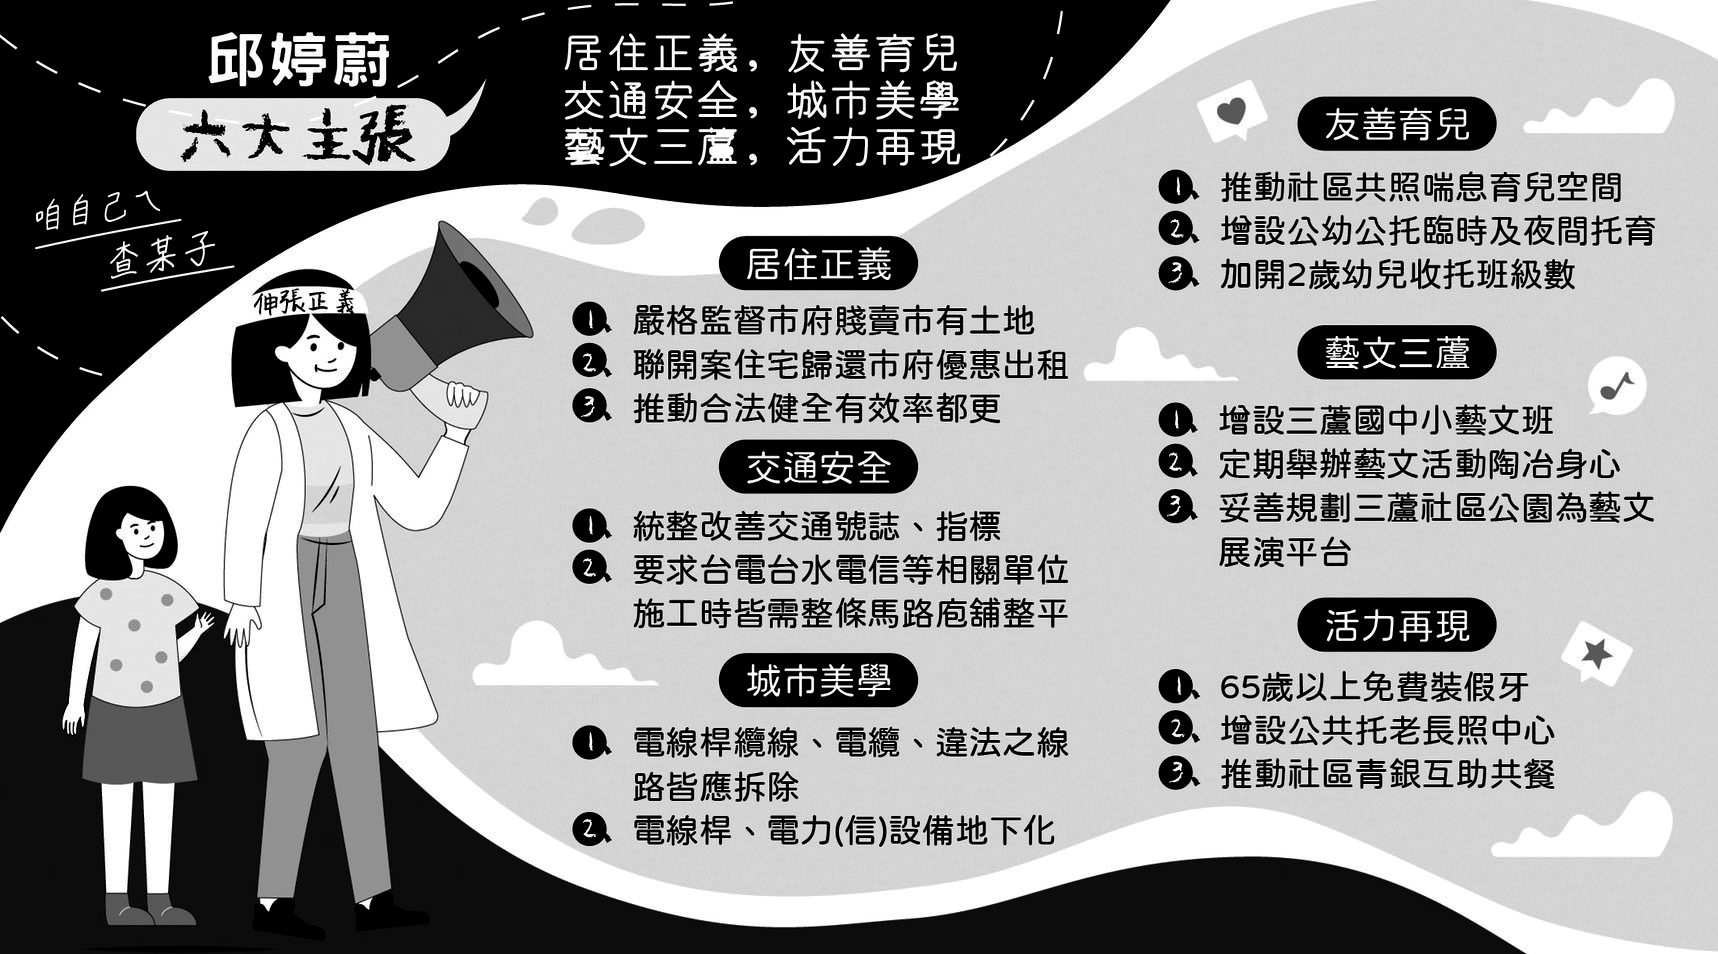 邱婷蔚
六大主張
咱自己ㄟ
查某子
居住正義，友善育兒
交通安全，城市美學
藝文三蘆，活力再現
伸張正義
居住正義
1、嚴格監督市府賤賣市有土地
2、聯開案住宅歸還市府優惠出租
3、推動合法健全有效率都更
交通安全
1、統整改善交通號誌、指標
2、要求台電台水電信等相關單位
施工時皆需整條馬路庖舖整平
城市美學
1、電線桿纜線、電纜、違法之線
路皆應拆除
2、電線桿、電力(信)設備地下化
友善育兒
1、推動社區共照喘息育兒空間
2、增設公幼公托臨時及夜間托育
3、加開2歲幼兒收托班級數
藝文三蘆
1、增設三蘆國中小藝文班
2、定期舉辦藝文活動陶冶身心
3、妥善規劃三蘆社區公園為藝文
展演平台
活力再現
1、65歲以上免費裝假牙
2、增設公共托老長照中心
3、推動社區青銀互助共餐